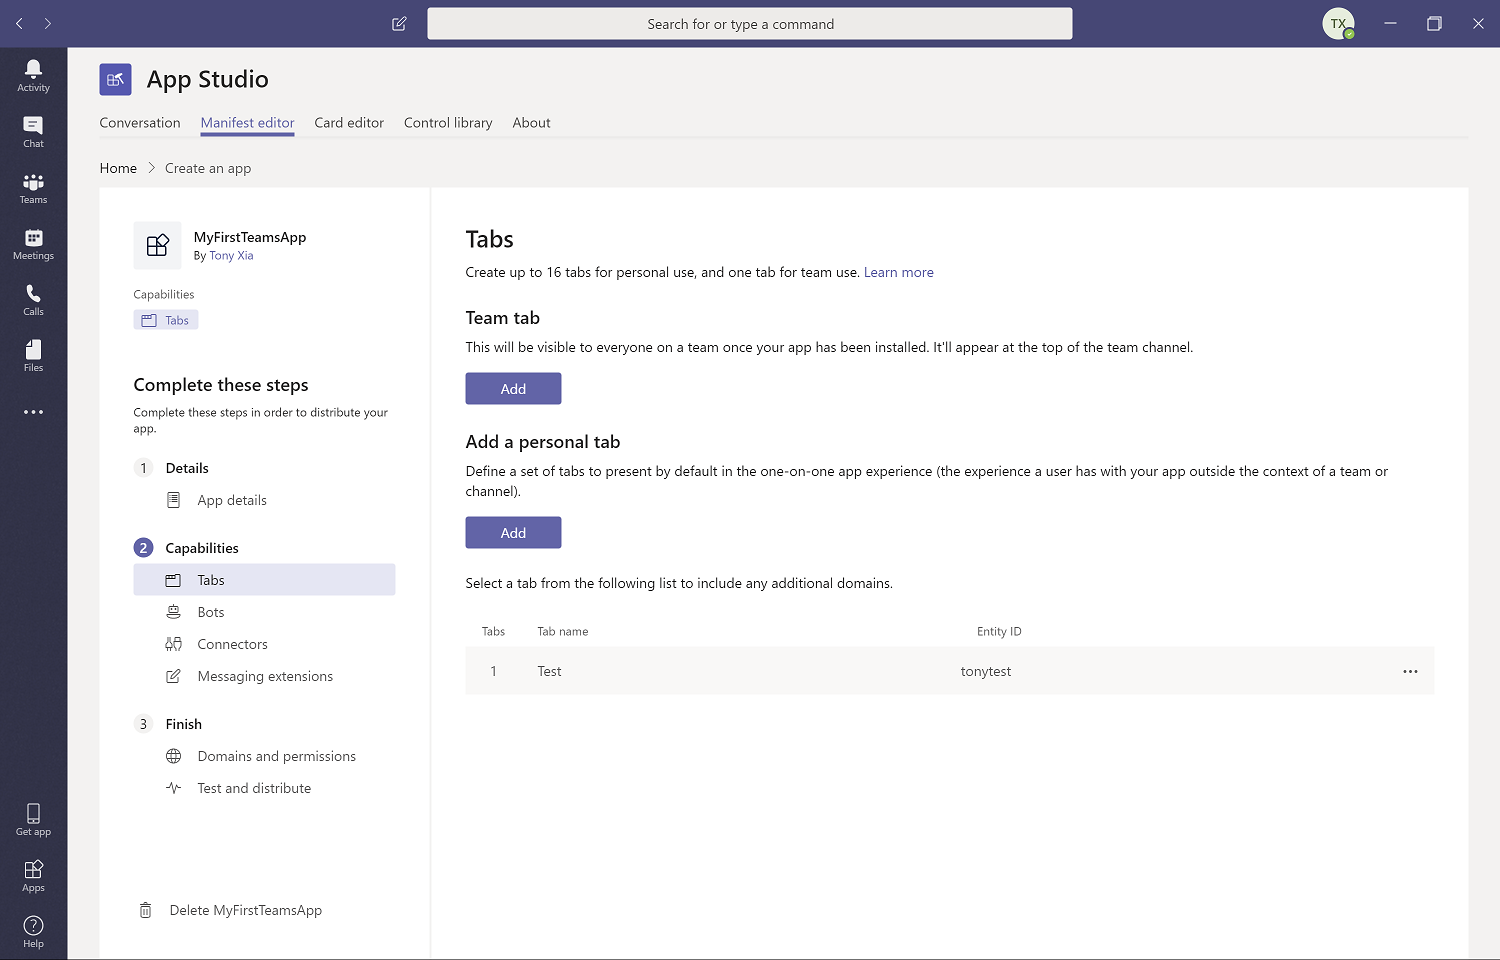 Search for or type a command
TX
Activity
Chat
Teams
Meetings
Calls
Files
Get app
Apps
Help
App Studio
Conversation
Manifest editor
Card editor
Control library
About
Home
Create an app
MyFirstTeamsApp
By Tony Xia
Capabilities
Tabs
Complete these steps
Complete these steps in order to distribute your
app.
1 Details
App details
2 Capabilities
Tabs
Bots
Connectors
Messaging extensions
3 Finish
Domains and permissions
Test and distribute
Delete MyFirstTeamsApp
Tabs
Create up to 16 tabs for personal use, and one tab for team use. Learn more
Team tab
This will be visible to everyone on a team once your app has been installed. It'll appear at the top of the team channel.
Add
Add a personal tab
Define a set of tabs to present by default in the one-on-one app experience (the experience a user has with your app outside the context of a team or
channel).
Add
Select a tab from the following list to include any additional domains.
Tabs Tab name Entity ID
1 Test tonytest